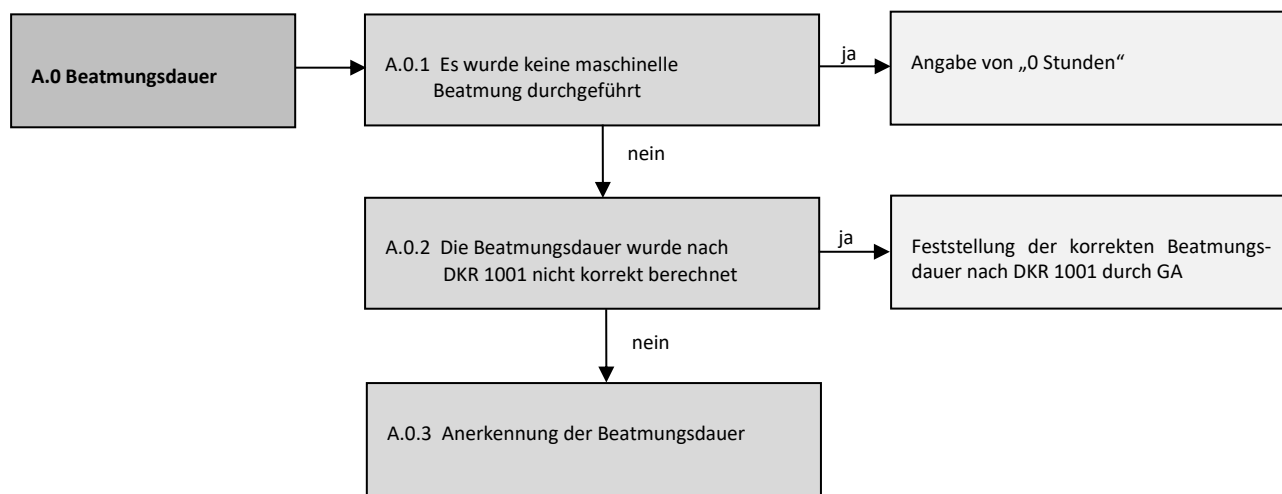 A.0 Beatmungsdauer
A.0.1 Es wurde keine maschinelle
Beatmung durchgeführt
ja
Angabe von „0 Stunden“
nein
A.0.2 Die Beatmungsdauer wurde nach
DKR 1001 nicht korrekt berechnet
ja
Feststellung der korrekten Beatmungs-
dauer nach DKR 1001 durch GA
nein
A.0.3 Anerkennung der Beatmungsdauer